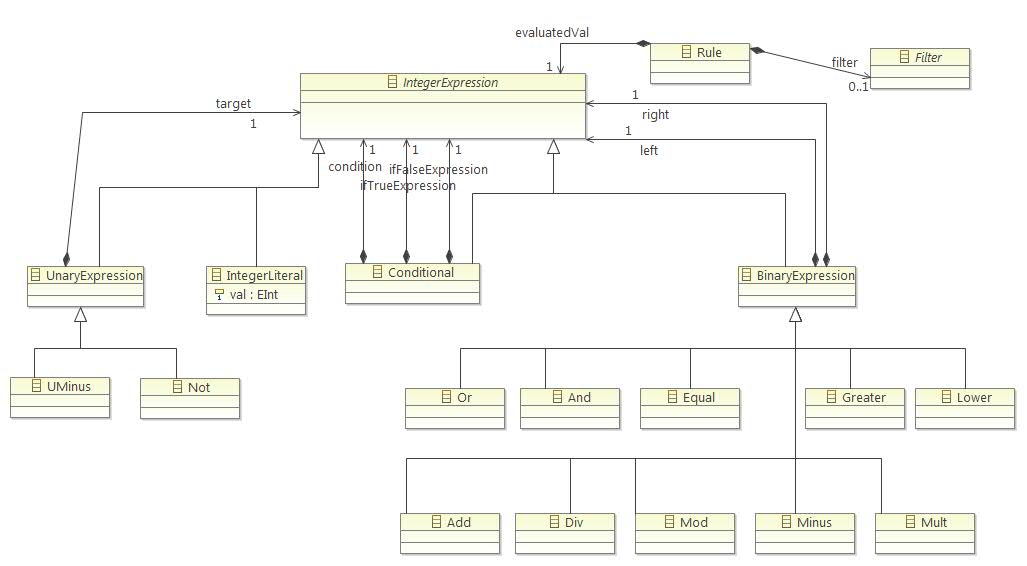 evaluatedVal
Rule
Filter
filter
1
0..1
IntegerExpression
target
1
1
right
1
left
1
1
1
condition
ifFalseExpression
ifTrueExpression
UnaryExpression
IntegerLiteral
val : EInt
Conditional
BinaryExpression
UMinus
Not
Or
And
Equal
Greater
Lower
Add
Div
Mod
Minus
Mult